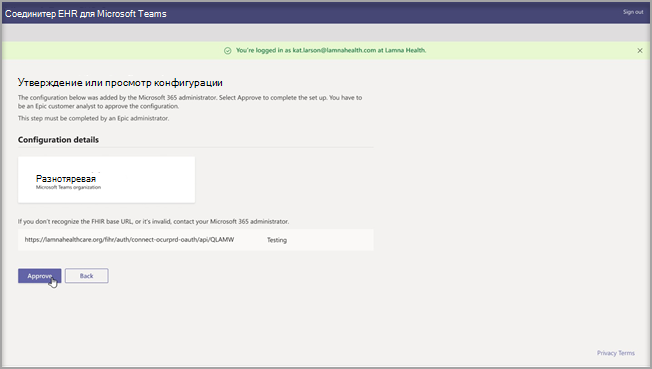 Соединитер EHR для Microsoft Teams
Sign out
You're logged in as kat.larson@lamnahealth.com at Lamna Health.
Утверждение или просмотр конфигурации
The configuration below was added by the Microsoft 365 administrator. Select Approve to complete the set up. You have to
be an Epic customer analyst to approve the configuration.
This step must be completed by an Epic administrator.
Configuration details
Разнотяревая
Microsoft Teams organization
If you don't recognize the FHIR base URL, or it's invalid, contact your Microsoft 365 administrator.
https://lamnahealthcare.org/fihr/auth/connect-ocurprd-oauth/api/QLAMW
Testing
Approve
Back
Privacy Terms